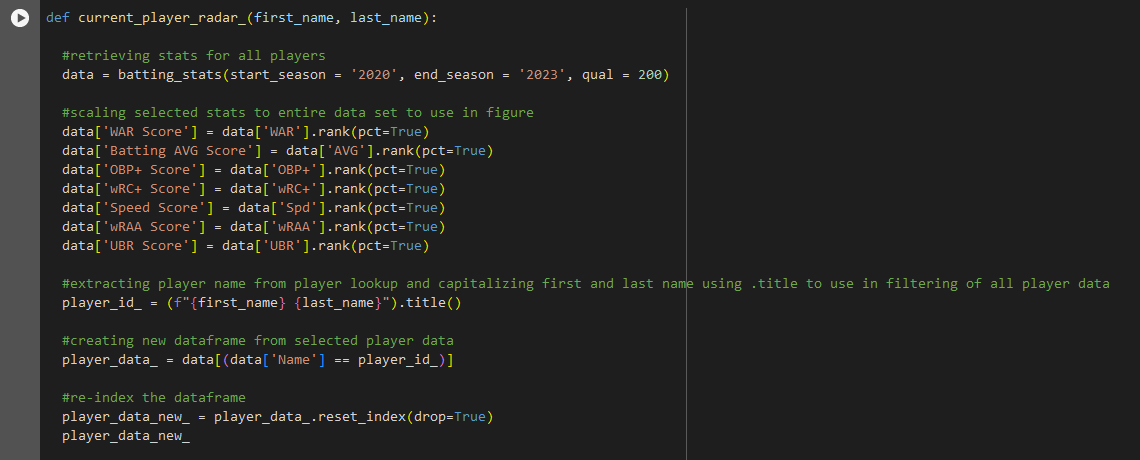 def current_player_radar_(first_name, last_name):
#retrieving stats for all players
data = batting_stats(start_season = '2020', end_season = '2023', qual = 200)
#scaling selected stats to entire data set to use in figure
data['WAR Score'] = data['WAR'].rank(pct=True)
data['Batting AVG Score'] = data['AVG'].rank(pct=True)
data['OBP+ Score'] = data['OBP+'].rank(pct=True)
data['wRC+ Score'] = data['wRC+'].rank(pct=True)
data['Speed Score'] = data['Spd'].rank(pct=True)
data['wRAA Score'] = data['wRAA'].rank(pct=True)
data['UBR Score'] = data['UBR'].rank(pct=True)
#extracting player name from player lookup and capitalizing first and last name using .title to use in filtering of all player data
player_id_ = (f"{first_name} {last_name}").title()
#creating new dataframe from selected player data
player_data_ = data[(data['Name'] == player_id_)]
#re-index the dataframe
player_data_new_ = player_data_.reset_index(drop=True)
player_data_new_